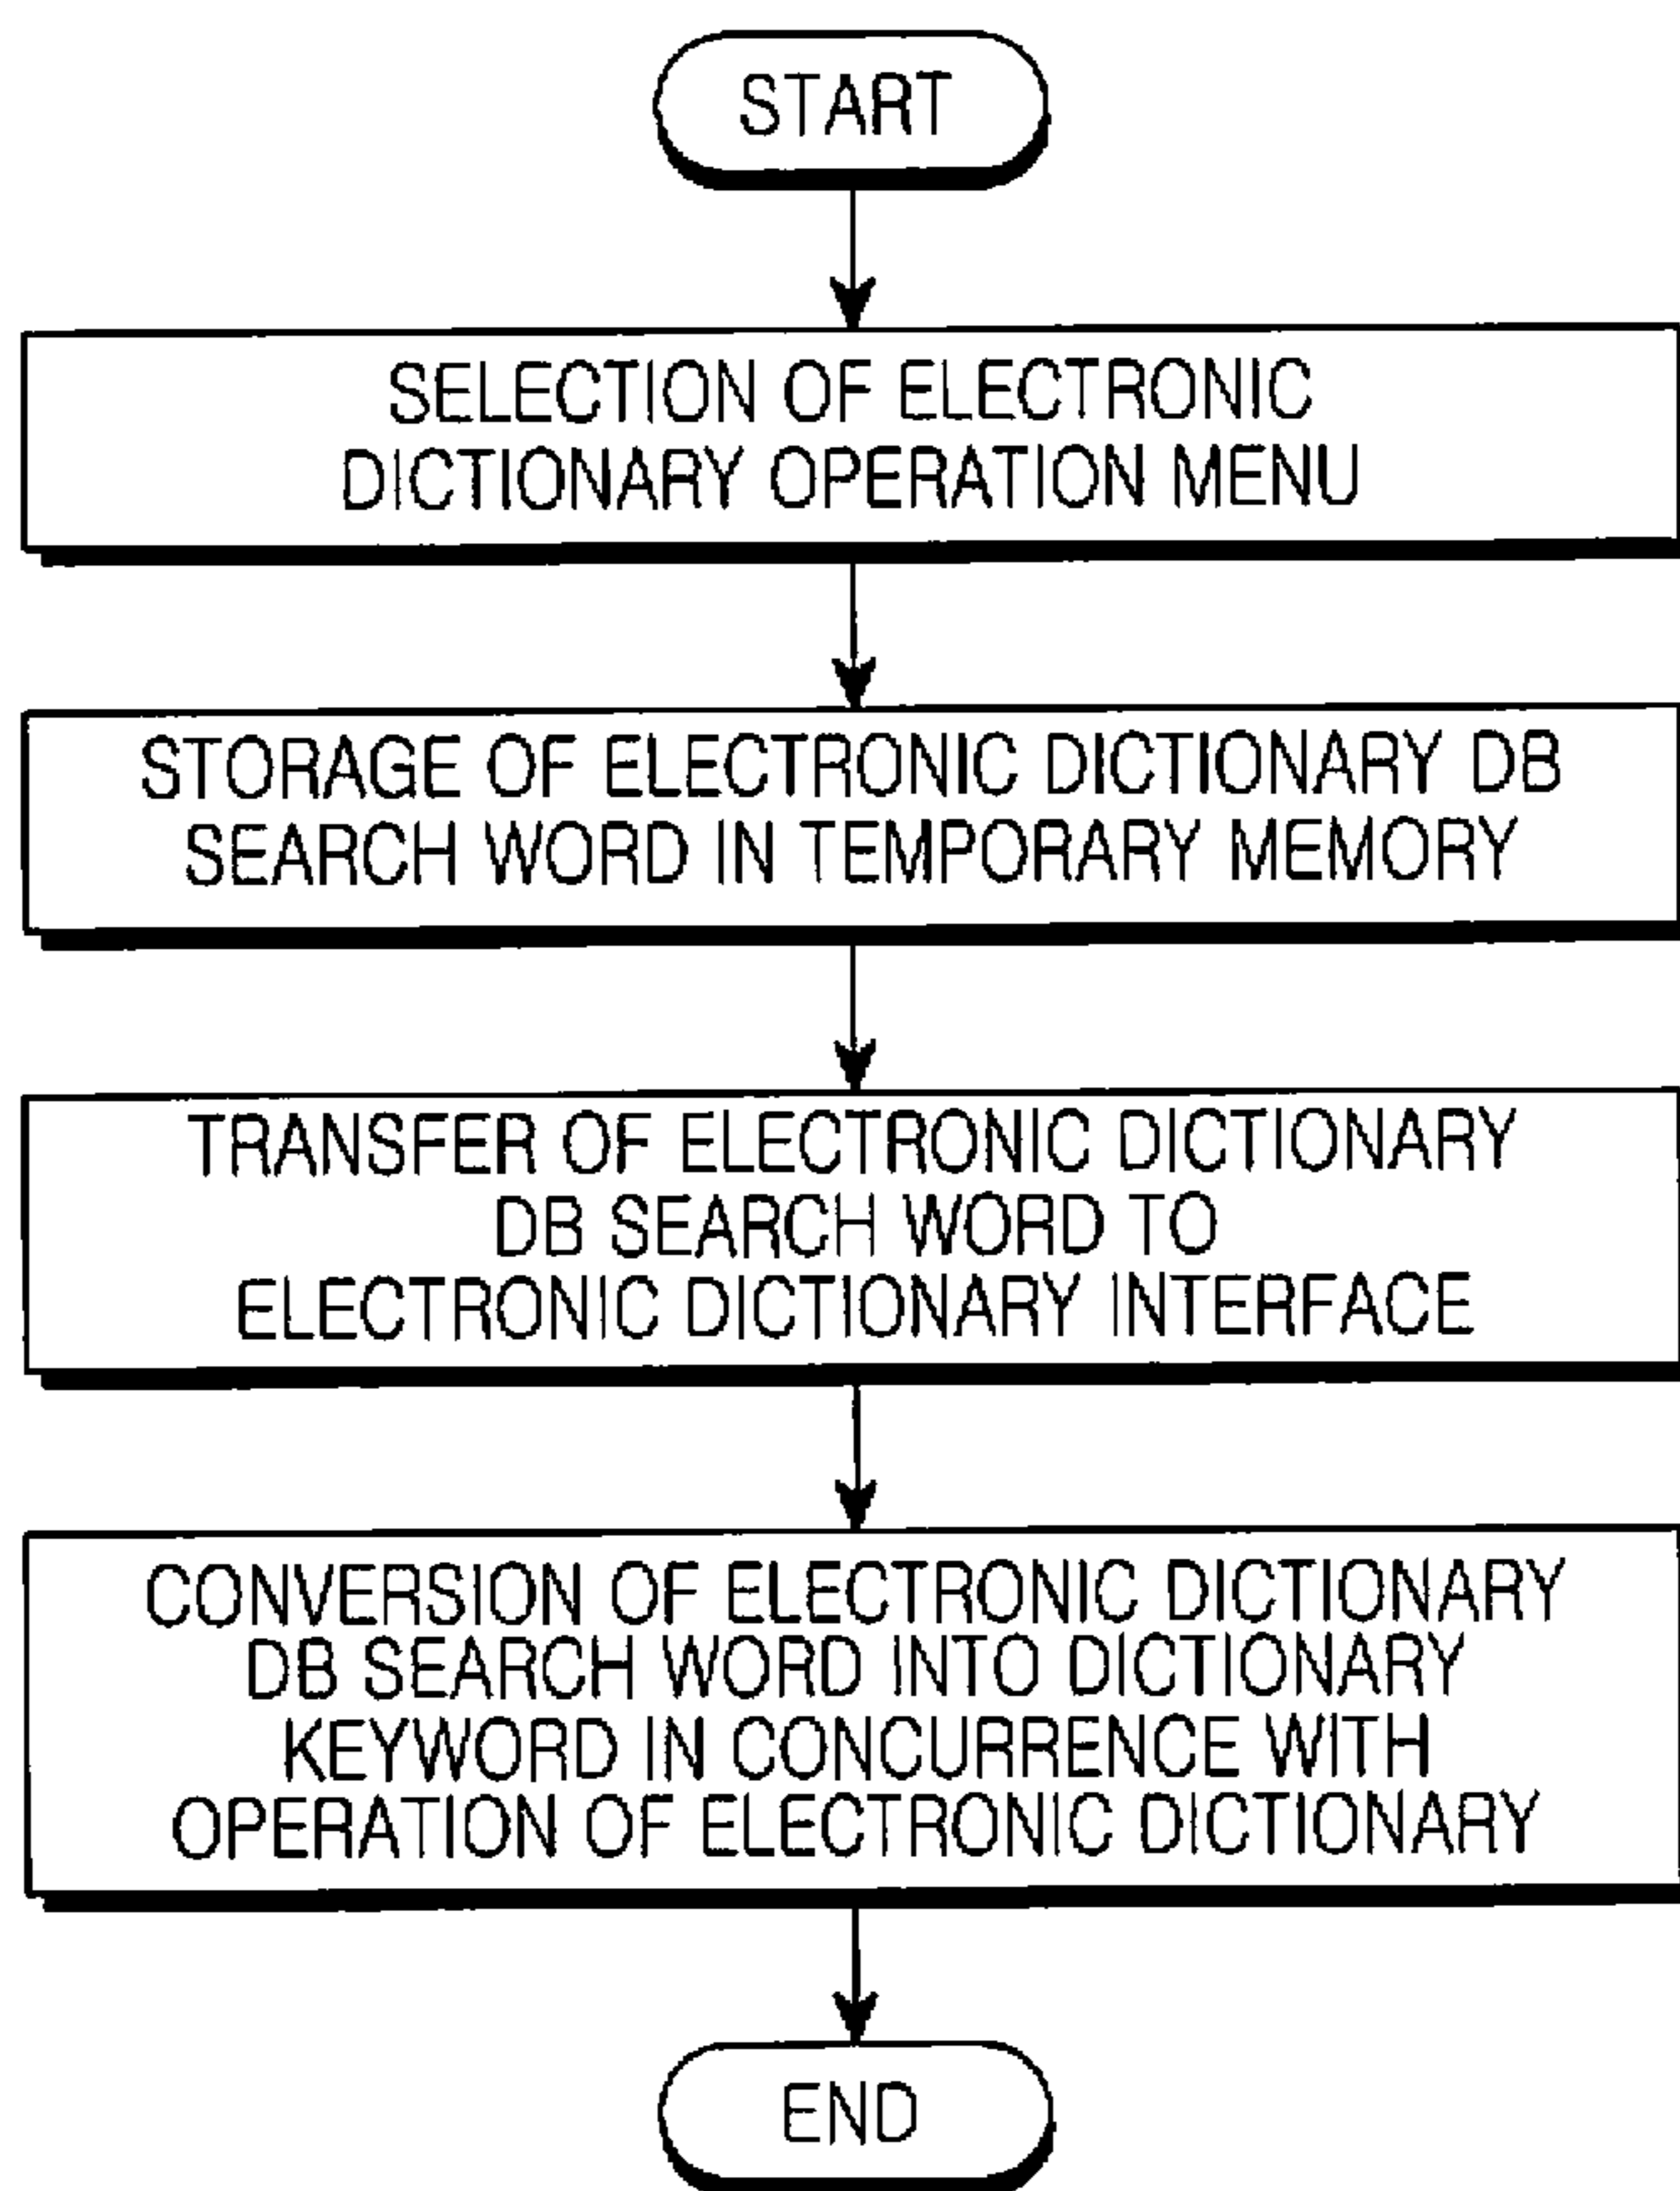 START
SELECTION OF ELECTRONIC
DICTIONARY OPERATION MENU
STORAGE OF ELECTRONIC DICTIONARY DB
SEARCH WORD IN TEMPORARY MEMORY
TRANSFER OF ELECTRONIC DICTIONARY
DB SEARCH WORD TO
ELECTRONIC DICTIONARY INTERFACE
CONVERSION OF ELECTRONIC DICTIONARY
DB SEARCH WORD INTO DICTIONARY
KEYWORD IN CONCURRENCE WITH
OPERATION OF ELECTRONIC DICTIONARY
END